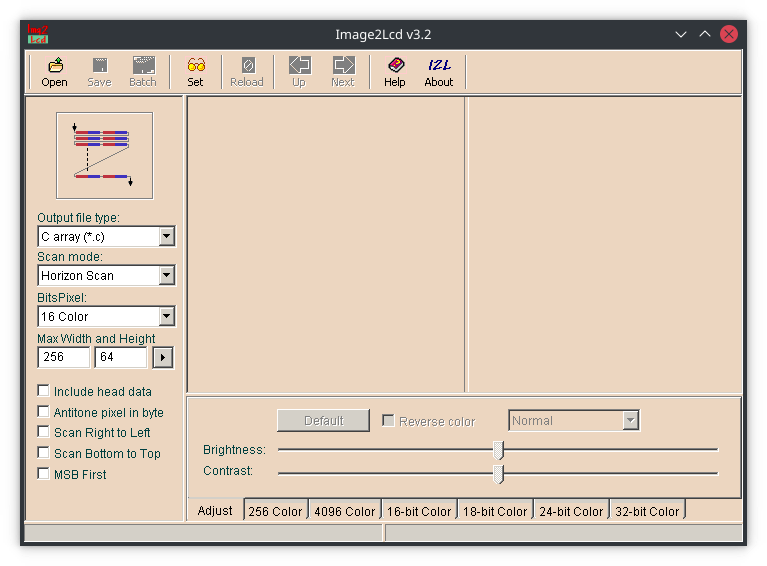 Img2
Lcd
Image2Lcd v3.2
Open Save Batch Set Reload Up Next Help I2L About
Output file type:
C array (*.c)
Scan mode:
Horizon Scan
BitsPixel:
16 Color
Max Width and Height
256 64
Include head data
Antitone pixel in byte
Scan Right to Left
Scan Bottom to Top
MSB First
Default Reverse color Normal
Brightness:
Contrast:
Adjust 256 Color 4096 Color 16-bit Color 18-bit Color 24-bit Color 32-bit Color